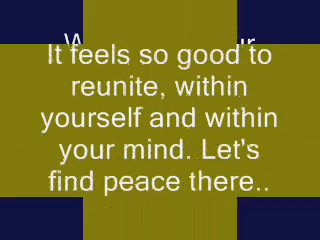 It feels so good to
reunite, within
yourself and within
your mind. Let's
find peace there..